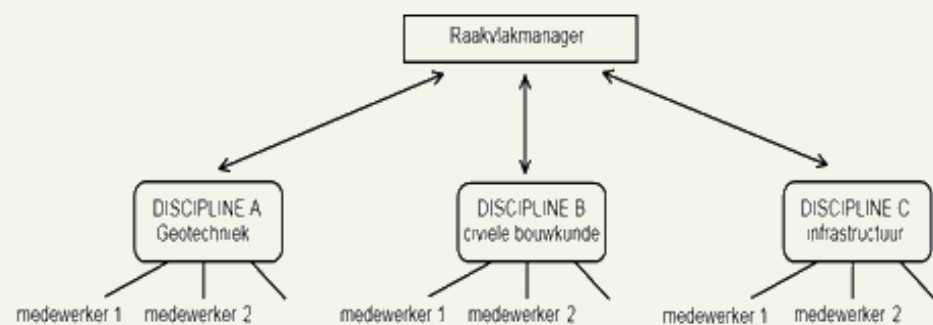 Raakvlakmanager
DISCIPLINE A
Geotechniek
DISCIPLINE B
civiele bouwkunde
DISCIPLINE C
infrastructuur
medewerker 1 medewerker 2
medewerker 1 medewerker 2
medewerker 1 medewerker 2